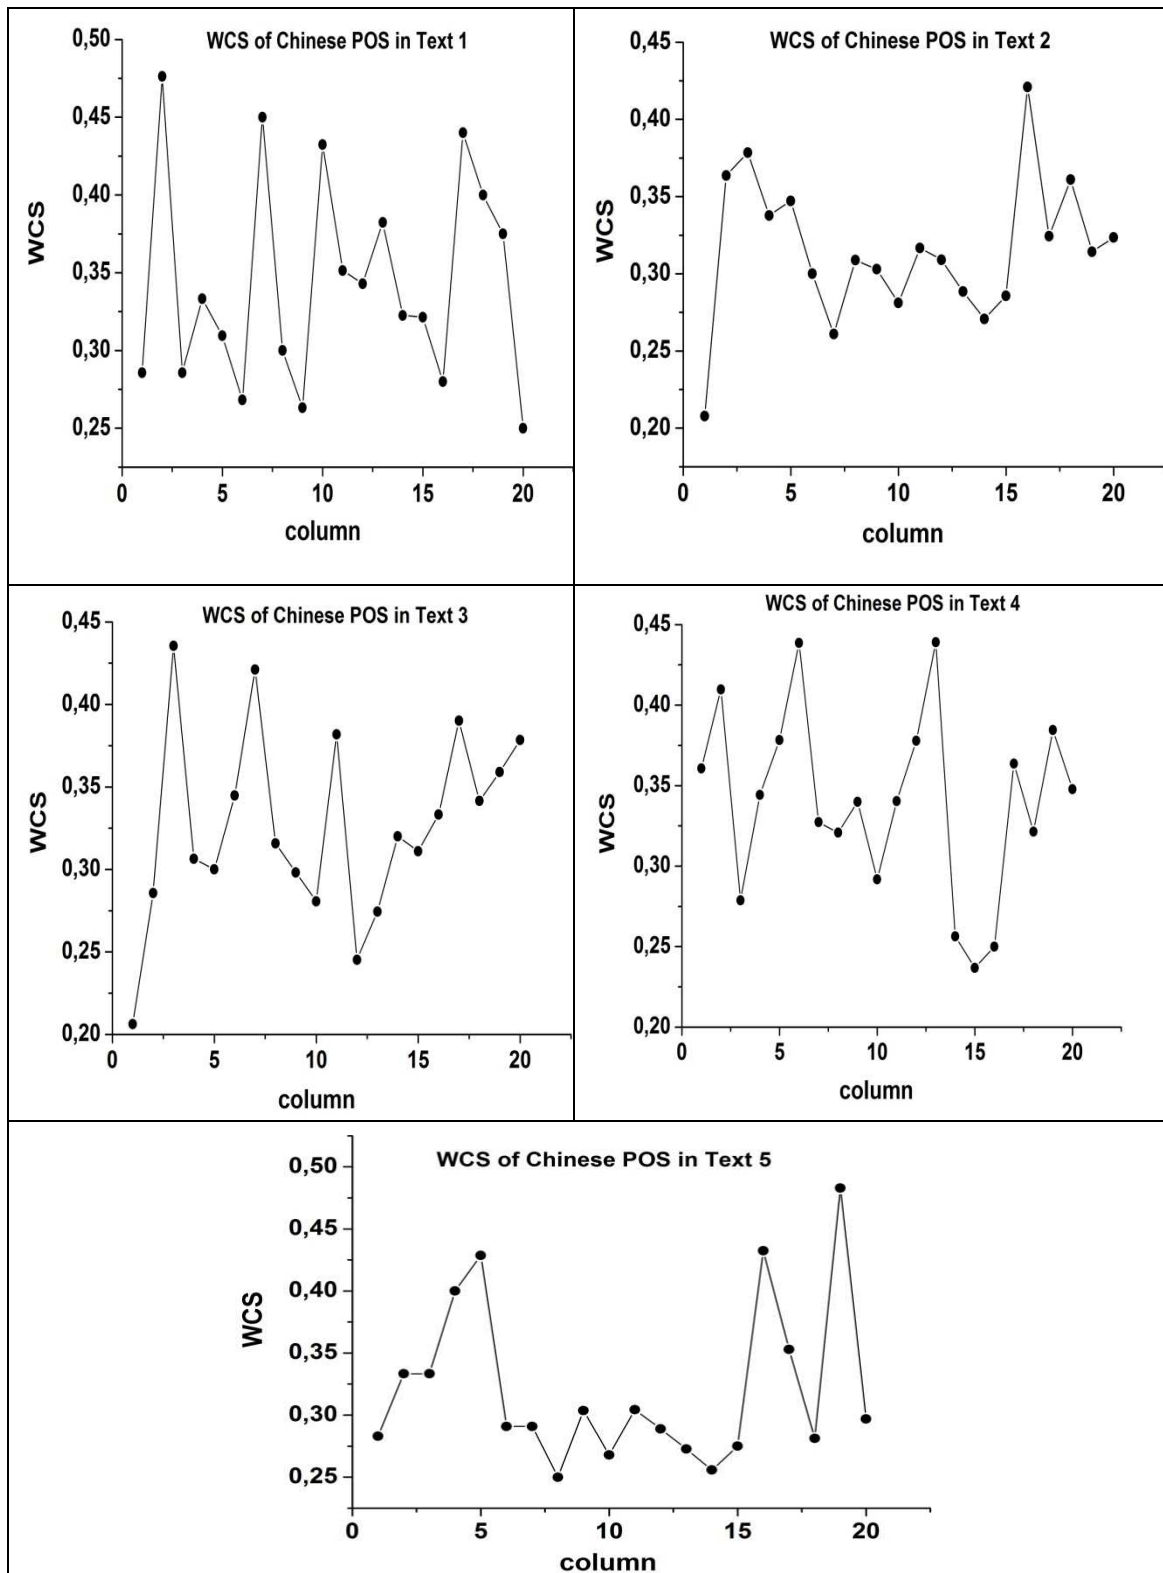 WCS of Chinese POS in Text 1
0,50
0,45
0,40
0,35
0,30
0,25
WCS
0 5 10 15 20
column
WCS of Chinese POS in Text 2
0,45
0,40
0,35
0,30
0,25
0,20
WCS
0 5 10 15 20
column
WCS of Chinese POS in Text 3
0,45
0,40
0,35
0,30
0,25
0,20
WCS
0 5 10 15 20
column
WCS of Chinese POS in Text 4
0,45
0,40
0,35
0,30
0,25
0,20
WCS
0 5 10 15 20
column
WCS of Chinese POS in Text 5
0,50
0,45
0,40
0,35
0,30
0,25
WCS
0 5 10 15 20
column